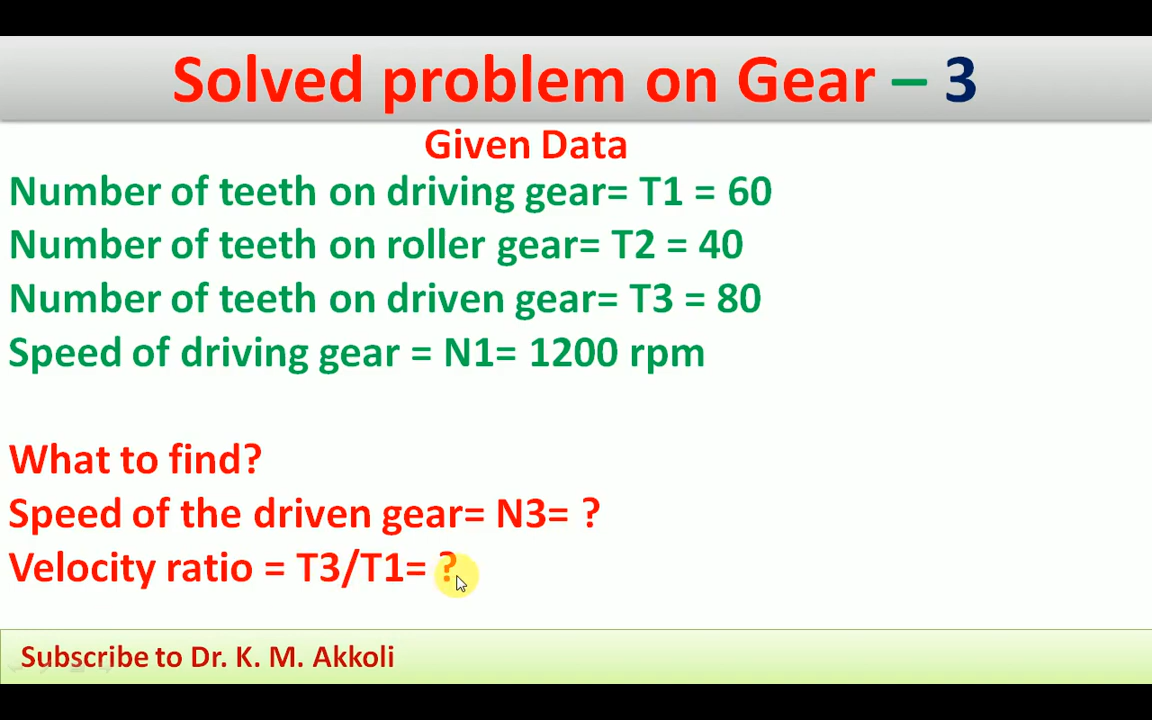 Solved problem on Gear – 3
Given Data
Number of teeth on driving gear= T1 = 60
Number of teeth on roller gear= T2 = 40
Number of teeth on driven gear= T3 = 80
Speed of driving gear = N1= 1200 rpm
What to find?
Speed of the driven gear= N3= ?
Velocity ratio = T3/T1= ?
Subscribe to Dr. K. M. Akkoli